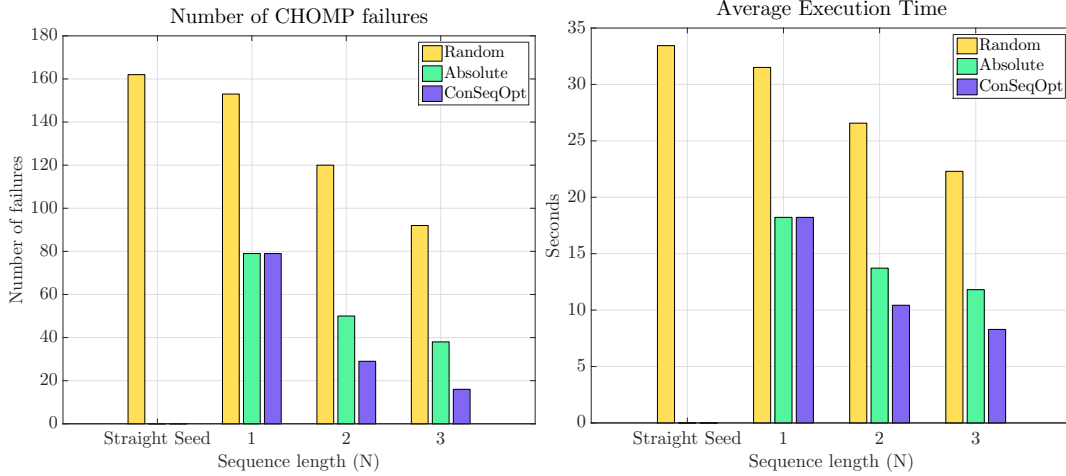 Number of CHOMP failures
180
160
140
120
100
80
60
40
20
0
Number of failures
Random
Absolute
ConSeqOpt
Straight Seed 1 2 3
Sequence length (N)
Average Execution Time
35
30
25
20
15
10
5
0
Seconds
Random
Absolute
ConSeqOpt
Straight Seed 1 2 3
Sequence length (N)